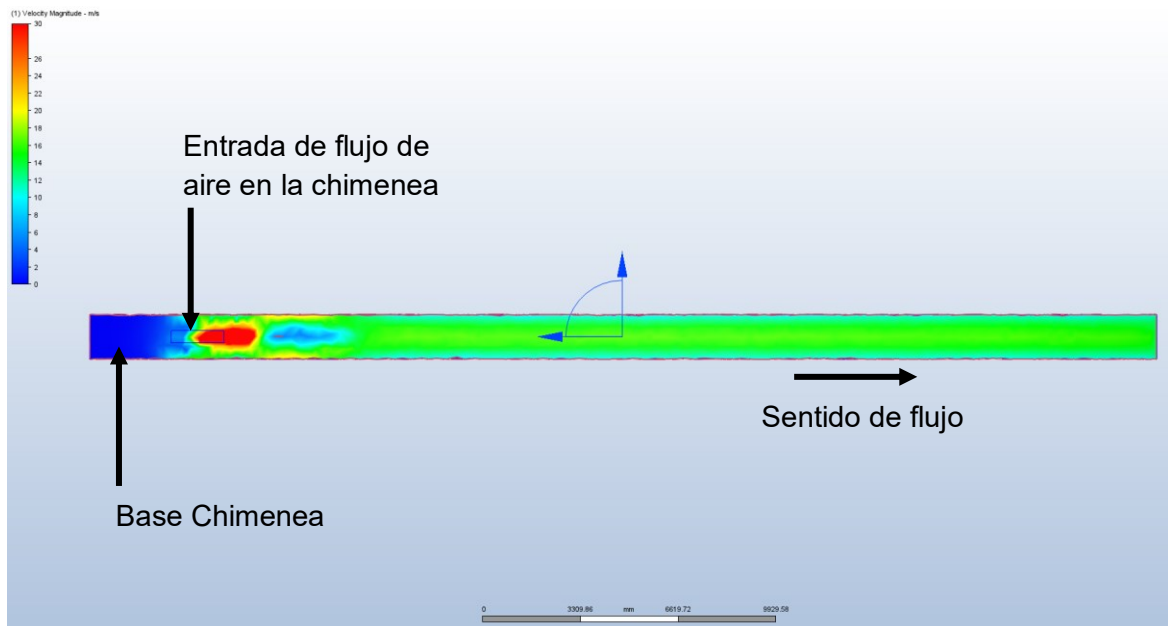 (1) Velocity Magnitude - m/s
30
26
24
22
20
18
16
14
12
10
8
6
4
2
0
Entrada de flujo de
aire en la chimenea
Sentido de flujo
Base Chimenea
0 3309.86 mm 6619.72 9929.58